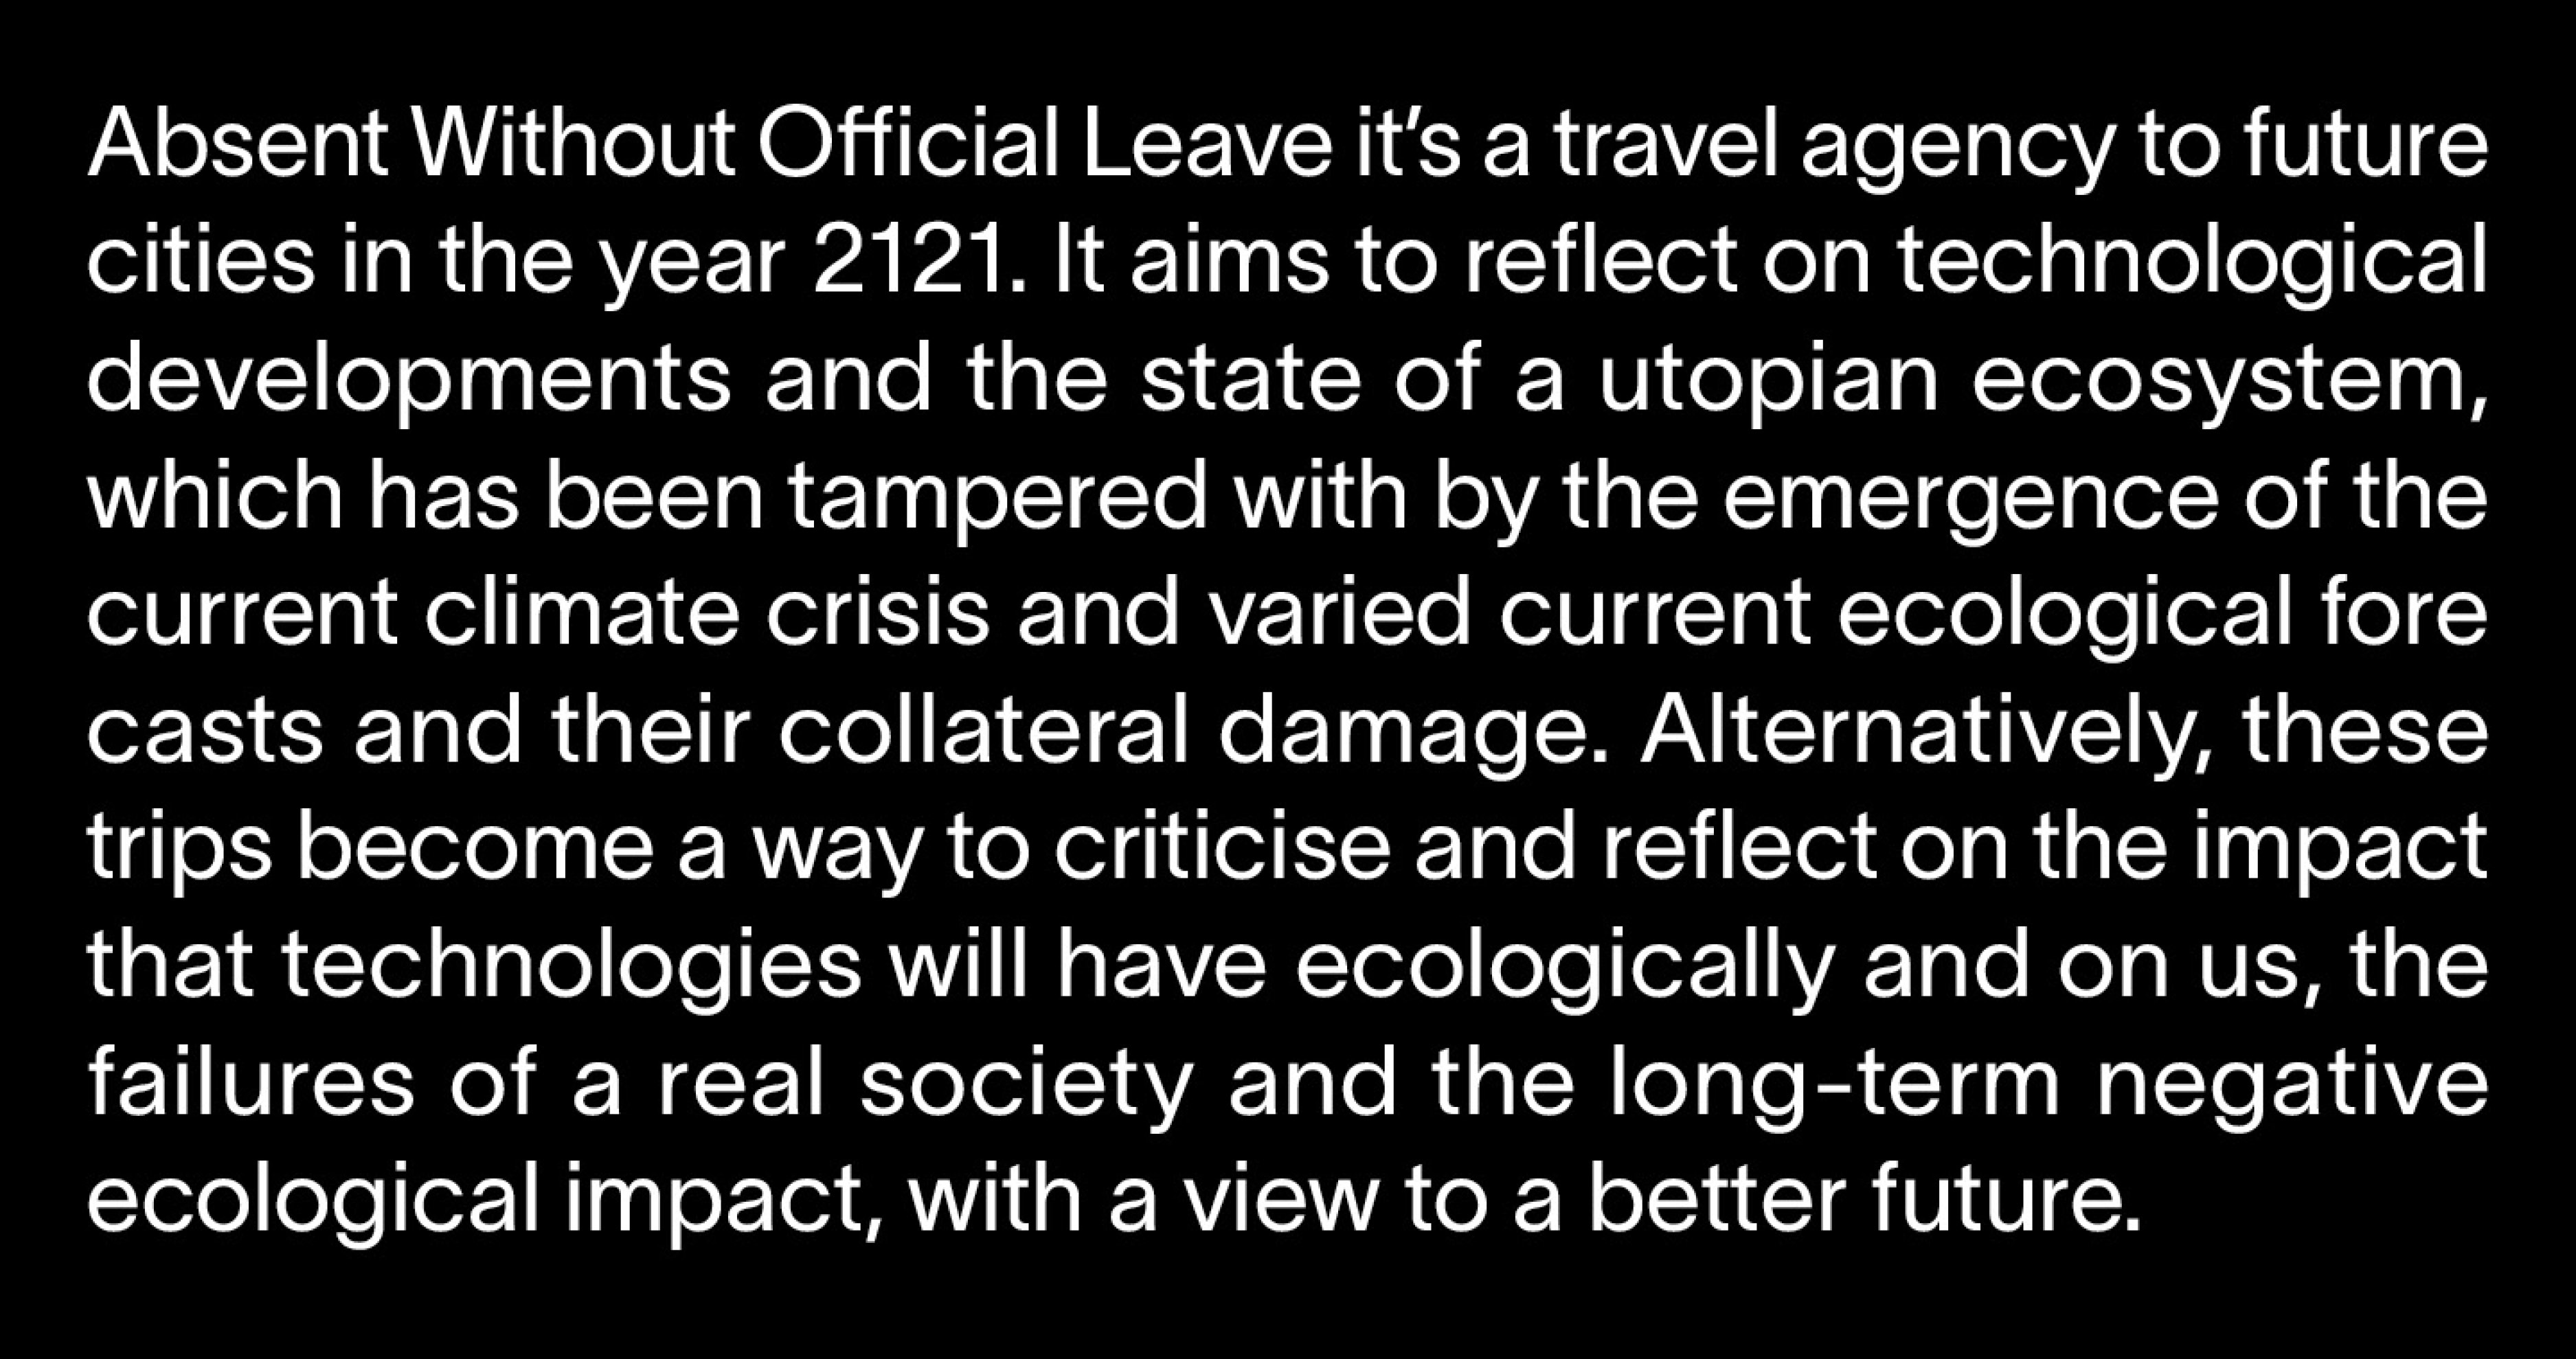 Absent Without Official Leave it’s a travel agency to future
cities in the year 2121. It aims to reflect on technological
developments and the state of a utopian ecosystem,
which has been tampered with by the emergence of the
current climate crisis and varied current ecological fore
casts and their collateral damage. Alternatively, these
trips become a way to criticise and reflect on the impact
that technologies will have ecologically and on us, the
failures of a real society and the long-term negative
ecological impact, with a view to a better future.